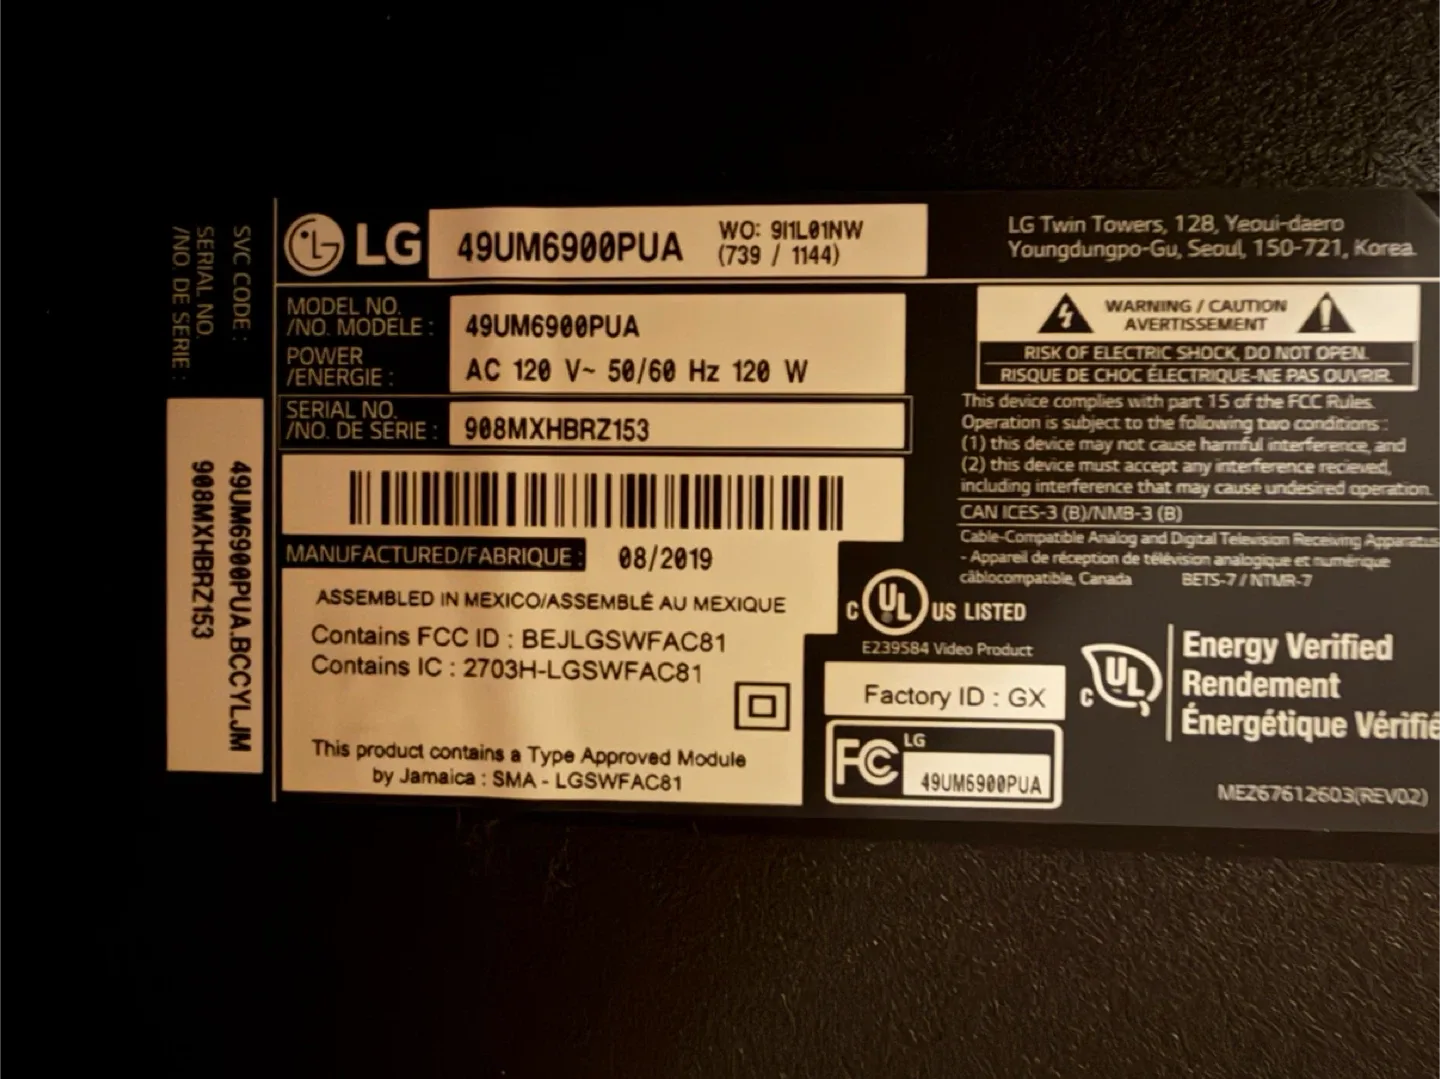 SVC CODE :
49UM6900PUA.BCCYLJM
SERIAL NO.
/NO. DE SÉRIE :
908MXHBRZ153
LG
49UM6900PUA
WO: 9I1L01NW
(739 / 1144)
LG Twin Towers, 128, Yeoui-daero
Youngdungpo-Gu, Seoul, 150-721, Korea.
MODEL NO.
/NO. MODÈLE :
49UM6900PUA
POWER
/ÉNERGIE :
AC 120 V~ 50/60 Hz 120 W
SERIAL NO.
/NO. DE SÉRIE :
908MXHBRZ153
MANUFACTURED/FABRIQUÉ :
08/2019
ASSEMBLED IN MEXICO/ASSEMBLÉ AU MEXIQUE
Contains FCC ID : BEJLGSWFAC81
Contains IC : 2703H-LGSWFAC81
This product contains a Type Approved Module
by Jamaica : SMA - LGSWFAC81
WARNING / CAUTION
AVERTISSEMENT
RISK OF ELECTRIC SHOCK, DO NOT OPEN.
RISQUE DE CHOC ÉLECTRIQUE-NE PAS OUVRIR.
This device complies with part 15 of the FCC Rules.
Operation is subject to the following two conditions :
(1) this device may not cause harmful interference, and
(2) this device must accept any interference recieved,
including interference that may cause undesired operation.
CAN ICES-3 (B)/NMB-3 (B)
Cable-Compatible Analog and Digital Television Receiving Apparatus
- Appareil de réception de télévision analogique et numérique
câblocompatible, Canada
BETS-7 / NTMR-7
C UL US LISTED
E239584 Video Product
Factory ID : GX
FC LG
49UM6900PUA
C UL
Energy Verified
Rendement
Énergétique Vérifié
MEZ67612603(REV02)